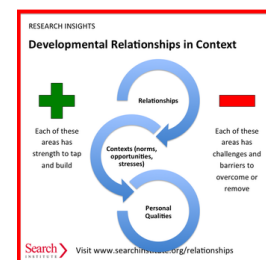 RESEARCH INSIGHTS
Developmental Relationships in Context
Relationships
Each of these
areas has
strength to tap
and build
Contexts (norms,
opportunities,
stresses)
Each of these
areas has
challenges and
barriers to
overcome or
remove
Personal
Qualities
Search
INSTITUTE
Visit www.searchinstitute.org/relationships